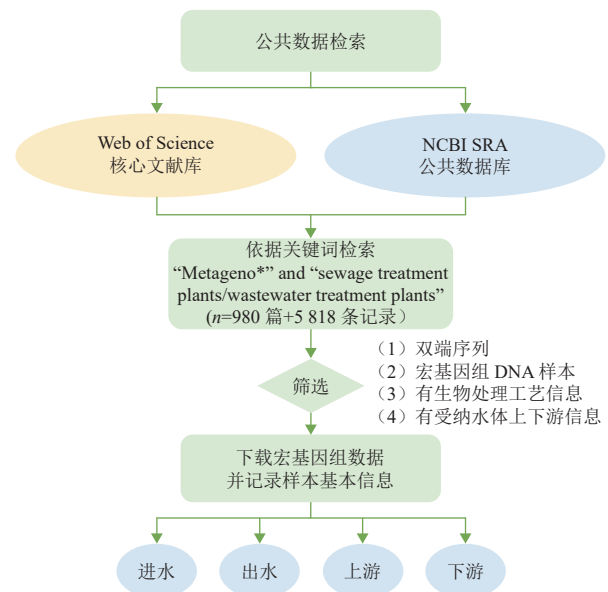 公共数据检索
Web of Science
核心文献库
NCBI SRA
公共数据库
依据关键词检索
“Metageno*” and “sewage treatment
plants/wastewater treatment plants”
(n=980 篇+5 818 条记录）
（1）双端序列
（2）宏基因组 DNA 样本
（3）有生物处理工艺信息
（4）有受纳水体上下游信息
筛选
下载宏基因组数据
并记录样本基本信息
进水
出水
上游
下游